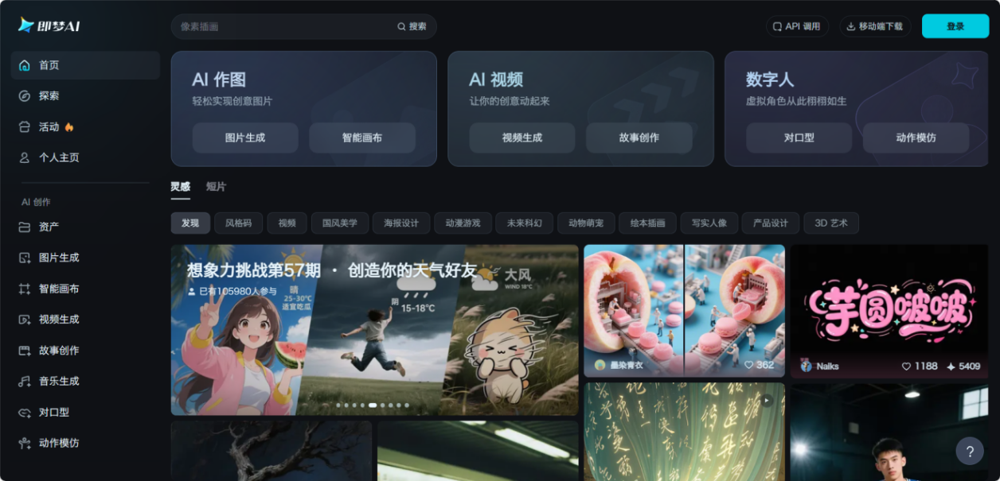 即梦AI
像素插画
搜索
API 调用
移动端下载
登录
首页
探索
活动
个人主页
AI 创作
资产
图片生成
智能画布
视频生成
故事创作
音乐生成
对口型
动作模仿
AI 作图
轻松实现创意图片
图片生成
智能画布
AI 视频
让你的创意动起来
视频生成
故事创作
数字人
虚拟角色从此栩栩如生
对口型
动作模仿
灵感
短片
发现
风格码
视频
国风美学
海报设计
动漫游戏
未来科幻
动物萌宠
绘本插画
写实人像
产品设计
3D 艺术
想象力挑战第57期 · 创造你的天气好友
已有105980人参与
晴
25-30°C
适宜吃瓜
阴
15-18°C
大风
WIND 18°C
墨染青衣
362
芋圆啵啵
Nalks
1188
5409
?